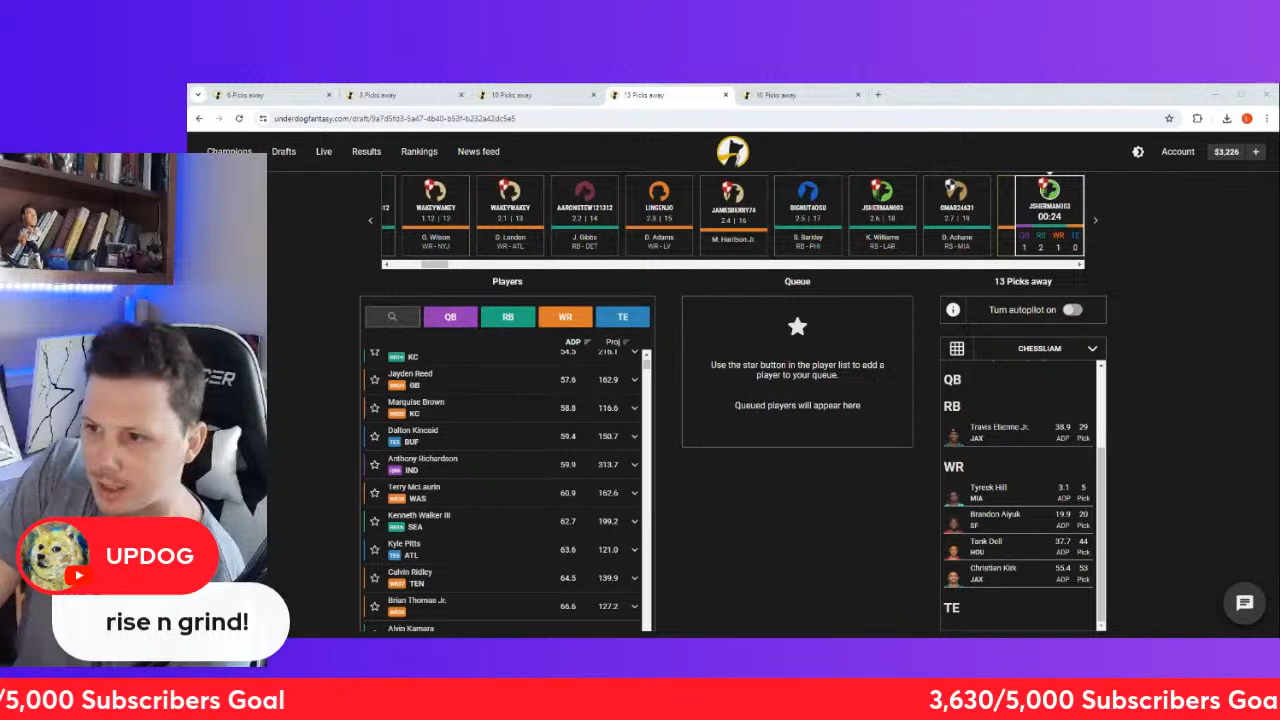 6 Picks away
3 Picks away
10 Picks away
13 Picks away
10 Picks away
underdogfantasy.com/draft/9a7d5fd3-5a47-4b40-b53f-b232a42dc5e5
Champions
Drafts
Live
Results
Rankings
News feed
Account
$3,226
WAKEYWAKEY
1.12 | 12
G. Wilson
WR - NYJ
WAKEYWAKEY
2.1 | 13
D. London
WR - ATL
AARONSTEW121312
2.2 | 14
J. Gibbs
RB - DET
LINGENJO
2.3 | 15
D. Adams
WR - LV
JAMESBERRY74
2.4 | 16
M. Harrison Jr.
BIGNUT4OSU
2.5 | 17
S. Barkley
RB - PHI
JSHERMAN003
2.6 | 18
K. Williams
RB - LAR
OMAR24631
2.7 | 19
D. Achane
RB - MIA
JSHERMAN003
00:24
QB RB WR TE
1 2 1 0
Players
Queue
13 Picks away
QB
RB
WR
TE
ADP
Proj
KC
54.5
216.1
Jayden Reed
GB
57.6
162.9
Marquise Brown
KC
58.8
116.6
Dalton Kincaid
BUF
59.4
150.7
Anthony Richardson
IND
59.9
313.7
Terry McLaurin
WAS
60.9
162.6
Kenneth Walker III
SEA
62.7
199.2
Kyle Pitts
ATL
63.6
121.0
Calvin Ridley
TEN
64.5
139.9
Brian Thomas Jr.
66.6
127.2
Alvin Kamara
Use the star button in the player list to add a
player to your queue.
Queued players will appear here
Turn autopilot on
CHESSLIAM
QB
RB
Travis Etienne Jr. 38.9 29
JAX ADP Pick
WR
Tyreek Hill 3.1 5
MIA ADP Pick
Brandon Aiyuk 19.9 20
SF ADP Pick
Tank Dell 37.7 44
HOU ADP Pick
Christian Kirk 55.4 53
JAX ADP Pick
TE
UPDOG
rise n grind!
/5,000 Subscribers Goal
3,630/5,000 Subscribers Goa